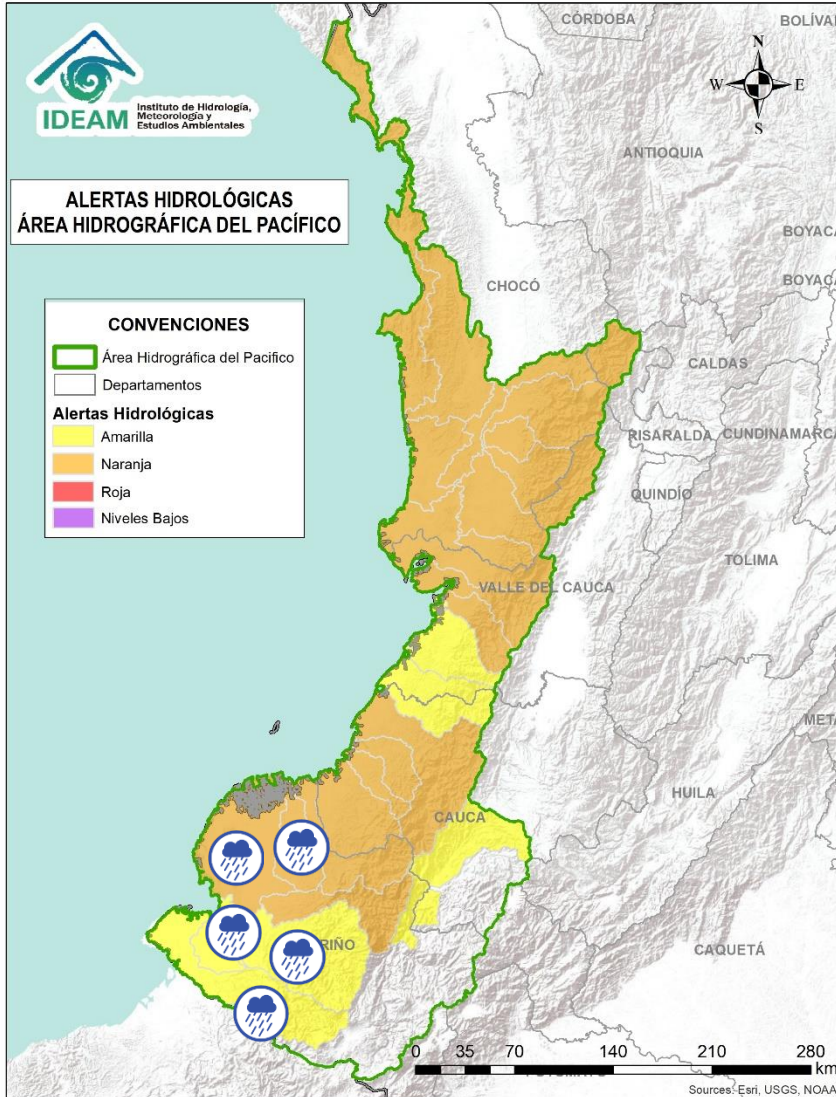 CÓRDOBA
BOLÍVAR
N
W
E
S
IDEAM
Instituto de Hidrología,
Meteorología y
Estudios Ambientales
ANTIOQUIA
ALERTAS HIDROLÓGICAS
ÁREA HIDROGRÁFICA DEL PACÍFICO
BOYACÁ
BOYACÁ
CHOCÓ
CONVENCIONES
Área Hidrográfica del Pacifico
Departamentos
Alertas Hidrológicas
Amarilla
Naranja
Roja
Niveles Bajos
CALDAS
RISARALDA
CUNDINAMARCA
QUINDÍO
TOLIMA
VALLE DEL CAUCA
META
HUILA
CAUCA
RIÑO
CAQUETÁ
0 35 70 140 210 280
km
Sources: Esri, USGS, NOAA